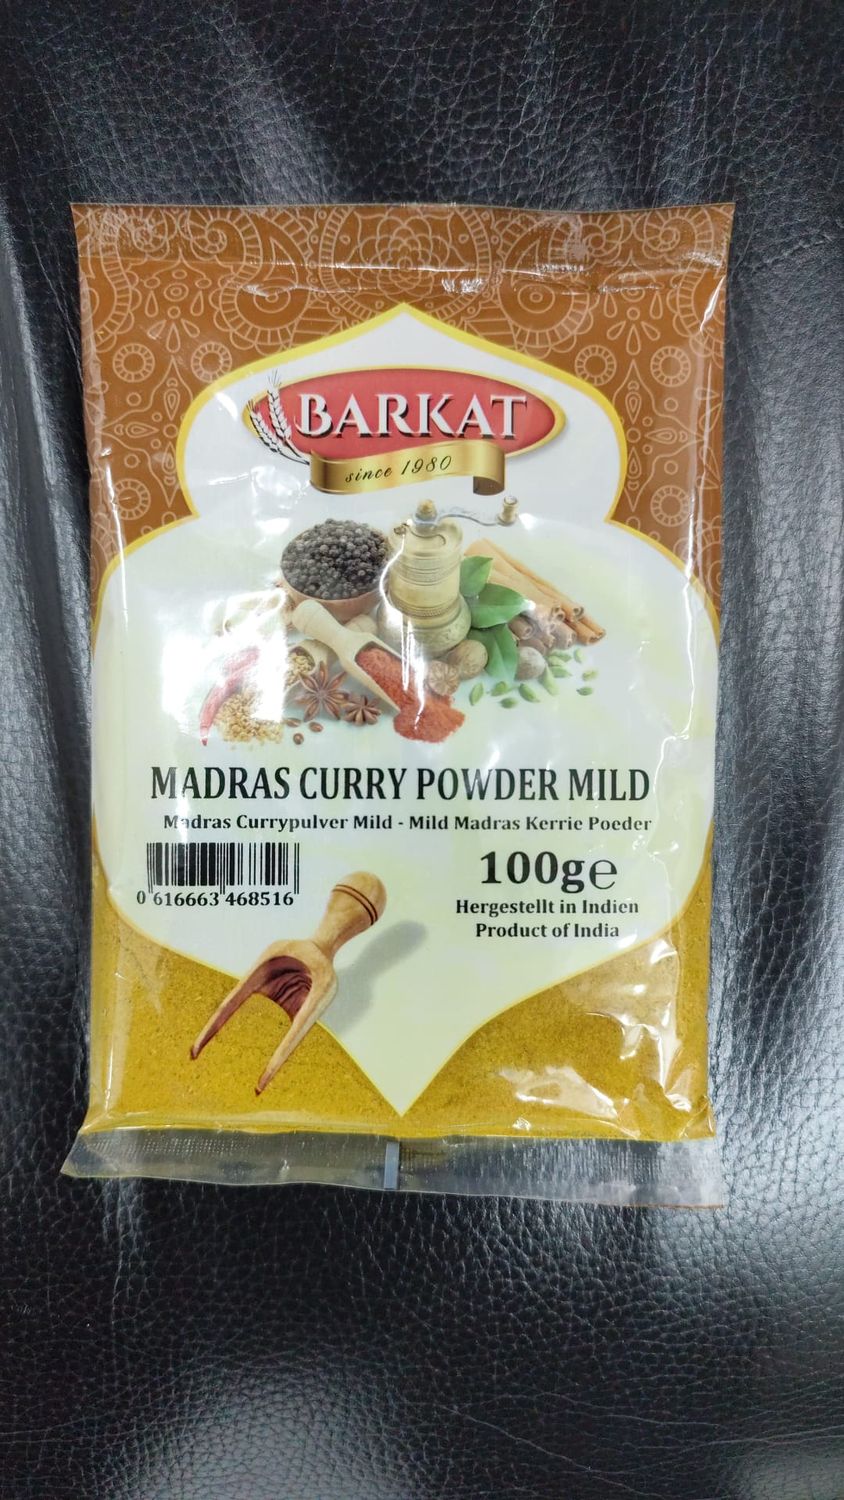 BARKAT
since 1980
MADRAS CURRY POWDER MILD
Madras Currypulver Mild - Mild Madras Kerrie Poeder
0 616663 468516
100g℮
Hergestellt in Indien
Product of India